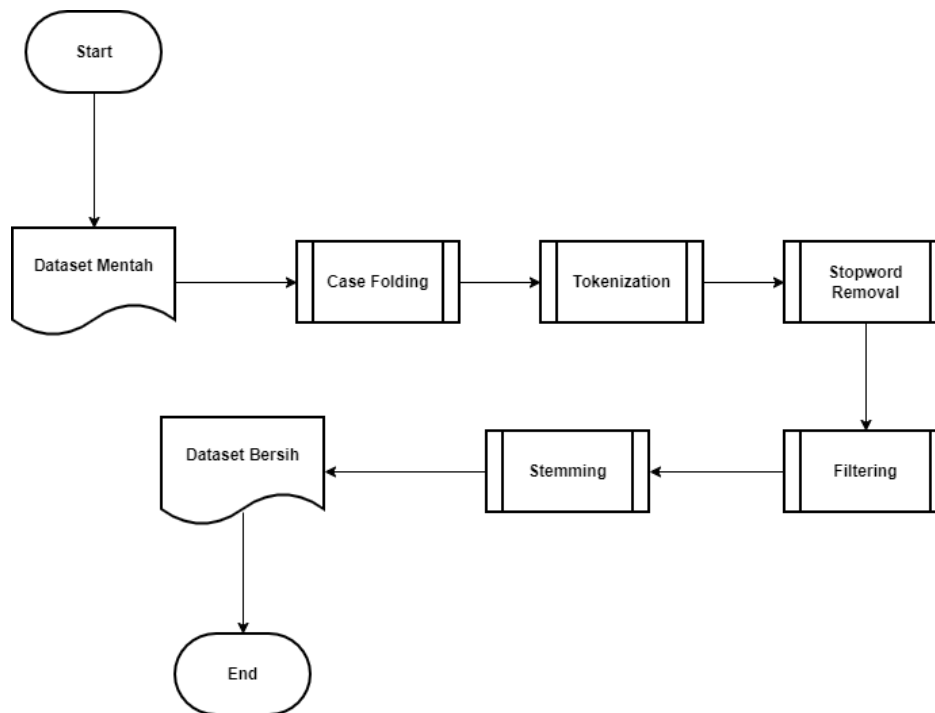 Start
Dataset Mentah
Case Folding
Tokenization
Stopword
Removal
Filtering
Stemming
Dataset Bersih
End